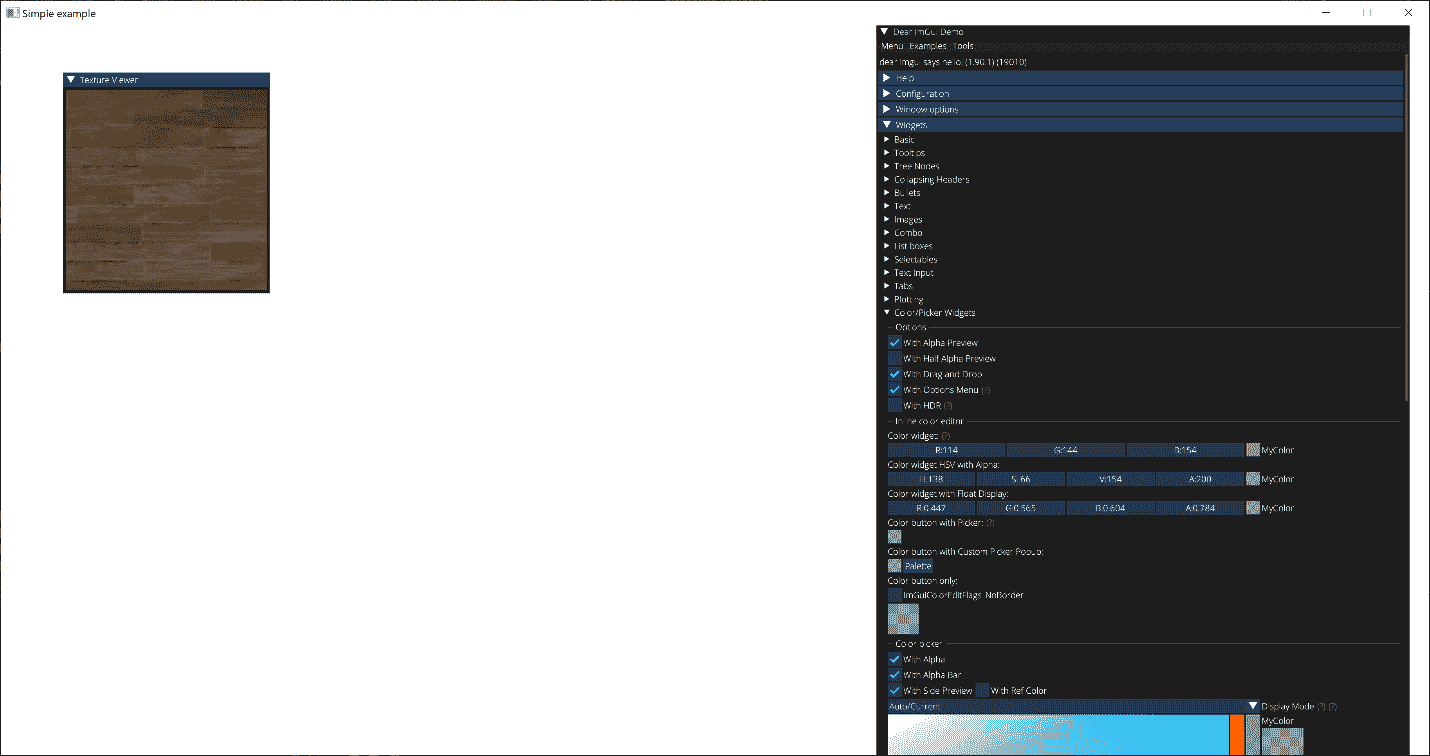 Simple example
Texture Viewer
Dear ImGui Demo
Menu Examples Tools
dear imgui says hello! (1.90.1) (19010)
Help
Configuration
Window options
Widgets
Basic
Tooltips
Tree Nodes
Collapsing Headers
Bullets
Text
Images
Combo
List boxes
Selectables
Text Input
Tabs
Plotting
Color/Picker Widgets
Options
With Alpha Preview
With Half Alpha Preview
With Drag and Drop
With Options Menu (?)
With HDR (?)
Inline color editor
Color widget: (?)
R:114 G:144 B:154 MyColor
Color widget HSV with Alpha:
H:138 S: 66 V:154 A:200 MyColor
Color widget with Float Display:
R:0.447 G:0.565 B:0.604 A:0.784 MyColor
Color button with Picker: (?)
Color button with Custom Picker Popup:
Palette
Color button only:
ImGuiColorEditFlags_NoBorder
Color picker
With Alpha
With Alpha Bar
With Side Preview With Ref Color
Auto/Current Display Mode (?) (?)
MyColor